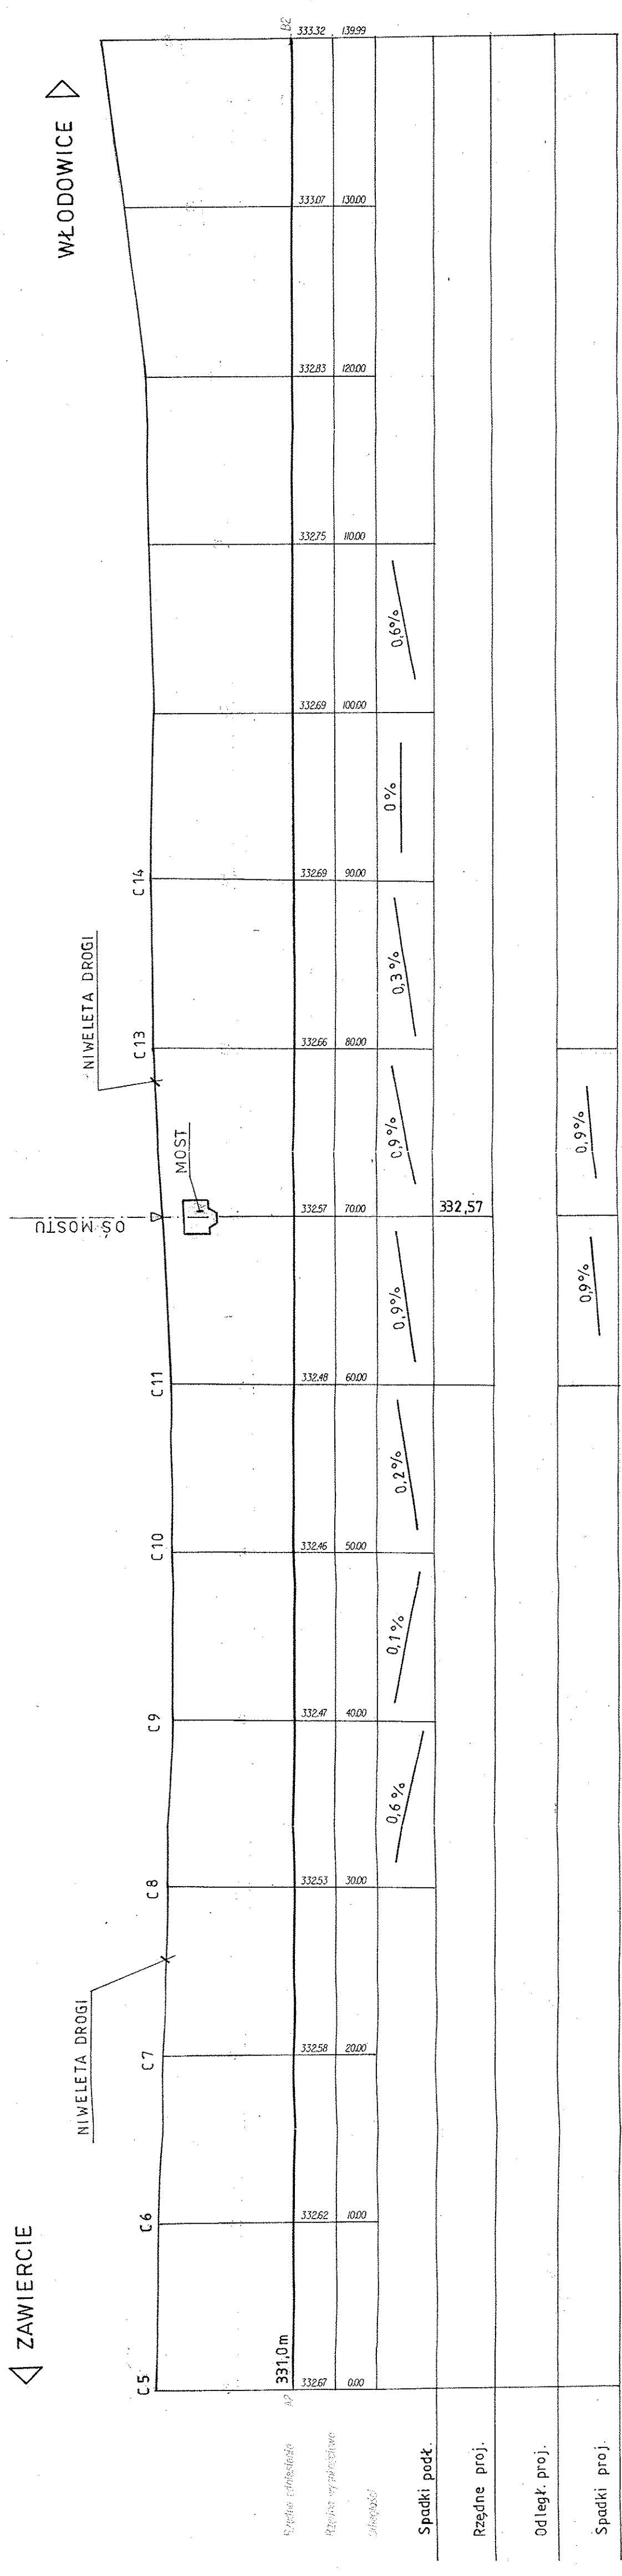 ZAWIERCIE
WŁODOWICE
NIWELETA DROGI
NIWELETA DROGI
OŚ MOSTU
MOST
C5
C6
C7
C8
C9
C10
C11
C13
C14
331,0m
A2
B2
332.67 332.62 332.58 332.53 332.47 332.46 332.48 332.57 332.66 332.69 332.69 332.75 332.83 333.07 333.32
0.00 10.00 20.00 30.00 40.00 50.00 60.00 70.00 80.00 90.00 100.00 110.00 120.00 130.00 139.99
Spadki podł. 0,6% 0,1% 0,2% 0,9% 0,9% 0,3% 0% 0,6%
Rzędne proj. 332,57
Odległ. proj.
Spadki proj. 0,9% 0,9%